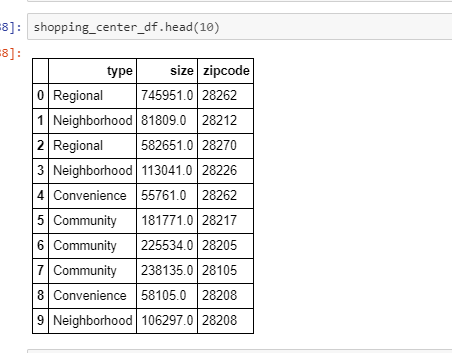 8]: shopping_center_df.head(10)
8]:
type size zipcode
0 Regional 745951.0 28262
1 Neighborhood 81809.0 28212
2 Regional 582651.0 28270
3 Neighborhood 113041.0 28226
4 Convenience 55761.0 28262
5 Community 181771.0 28217
6 Community 225534.0 28205
7 Community 238135.0 28105
8 Convenience 58105.0 28208
9 Neighborhood 106297.0 28208